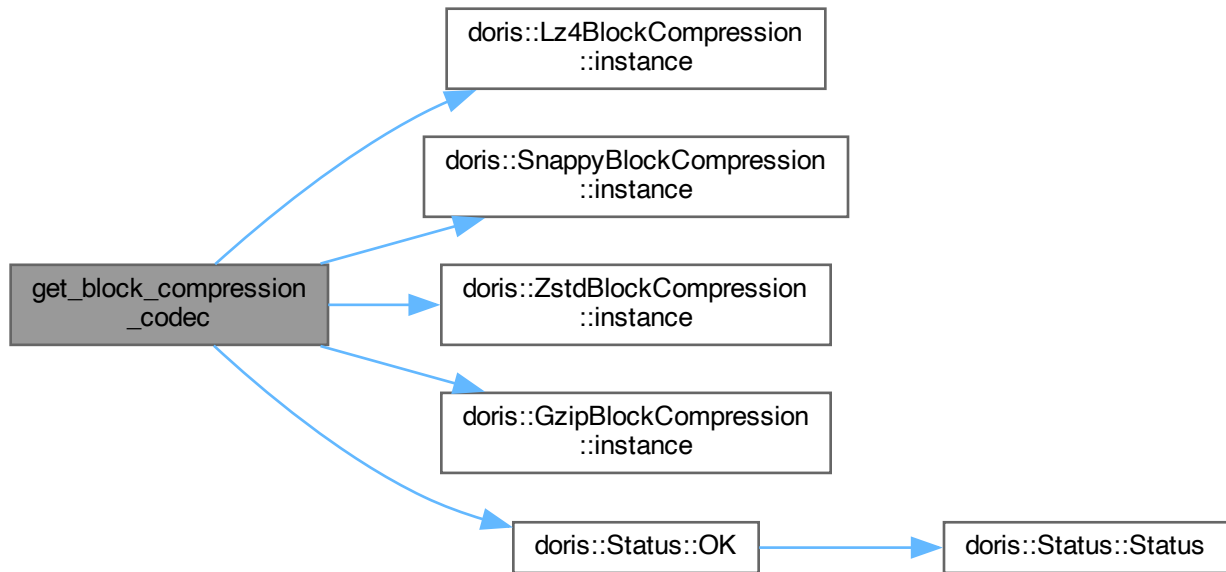 doris::Lz4BlockCompression
::instance
doris::SnappyBlockCompression
::instance
get_block_compression
_codec
doris::ZstdBlockCompression
::instance
doris::GzipBlockCompression
::instance
doris::Status::OK
doris::Status::Status